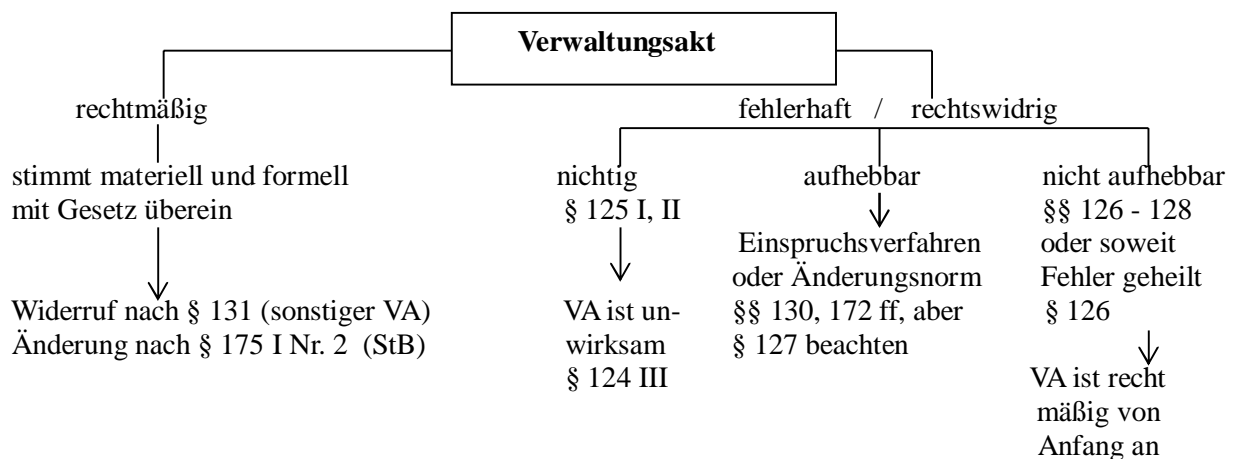 Verwaltungsakt
rechtmäßig
fehlerhaft / rechtswidrig
stimmt materiell und formell
mit Gesetz überein
Widerruf nach § 131 (sonstiger VA)
Änderung nach § 175 I Nr. 2 (StB)
nichtig
§ 125 I, II
VA ist un-
wirksam
§ 124 III
aufhebbar
Einspruchsverfahren
oder Änderungsnorm
§§ 130, 172 ff, aber
§ 127 beachten
nicht aufhebbar
§§ 126 - 128
oder soweit
Fehler geheilt
§ 126
VA ist recht
mäßig von
Anfang an